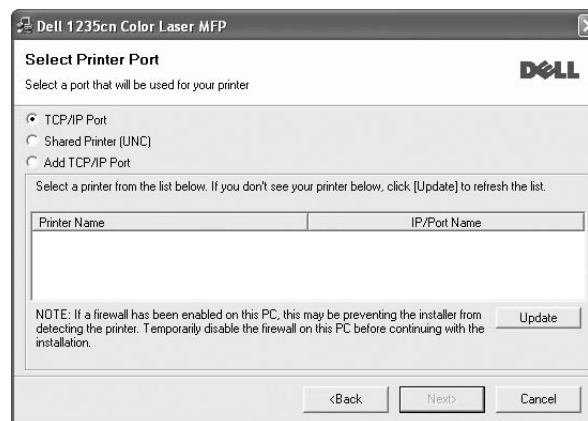 Dell 1235cn Color Laser MFP
Select Printer Port
Select a port that will be used for your printer
DELL
TCP/IP Port
Shared Printer (UNC)
Add TCP/IP Port
Select a printer from the list below. If you don't see your printer below, click [Update] to refresh the list.
Printer Name IP/Port Name
NOTE: If a firewall has been enabled on this PC, this may be preventing the installer from
detecting the printer. Temporarily disable the firewall on this PC before continuing with the
installation.
Update
<Back Next> Cancel